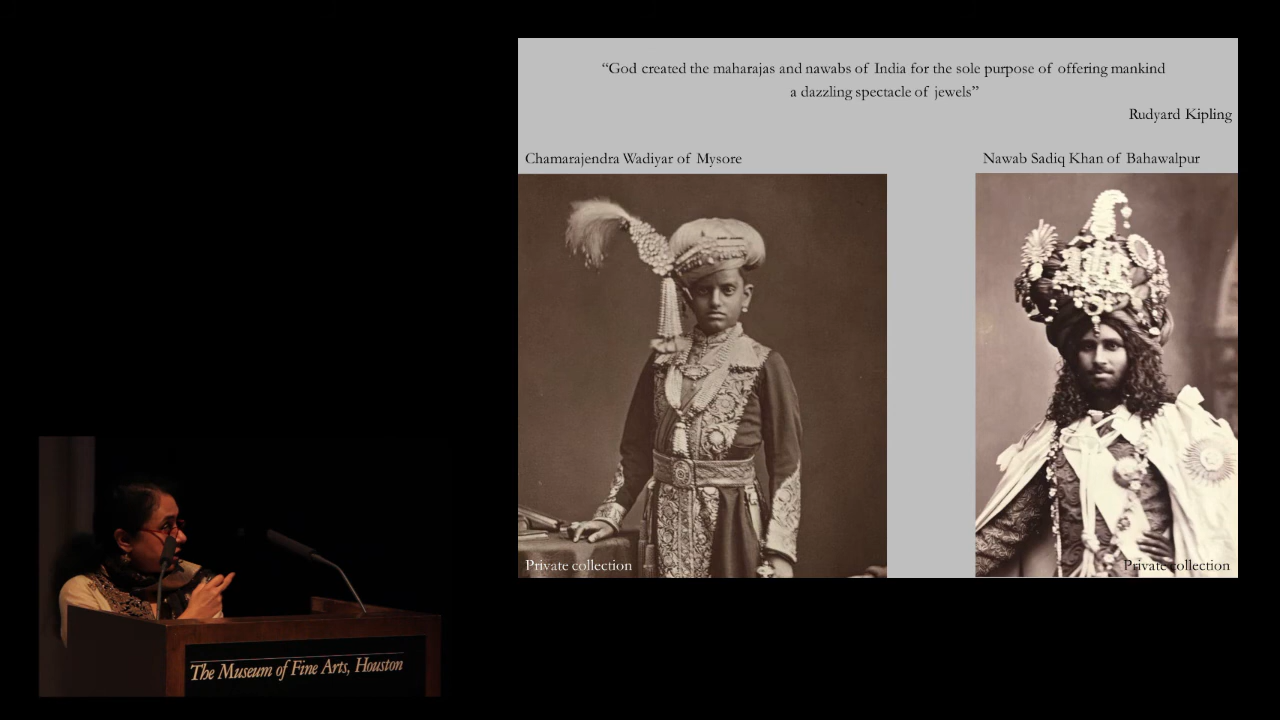 “God created the maharajas and nawabs of India for the sole purpose of offering mankind
a dazzling spectacle of jewels”
Rudyard Kipling
Chamarajendra Wadiyar of Mysore
Nawab Sadiq Khan of Bahawalpur
Private collection
Private collection
The Museum of Fine Arts, Houston